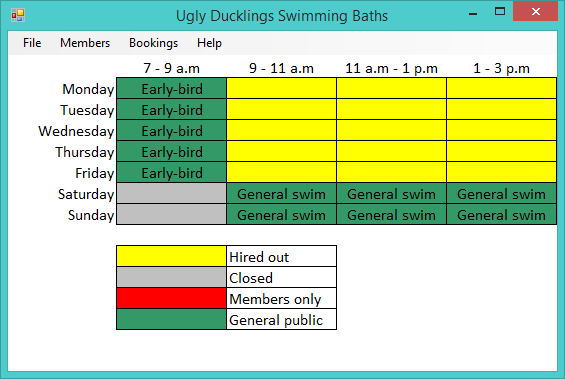 Ugly Ducklings Swimming Baths
File Members Bookings Help
7 - 9 a.m 9 - 11 a.m 11 a.m - 1 p.m 1 - 3 p.m
Monday Early-bird
Tuesday Early-bird
Wednesday Early-bird
Thursday Early-bird
Friday Early-bird
Saturday General swim General swim General swim
Sunday General swim General swim General swim
Hired out
Closed
Members only
General public